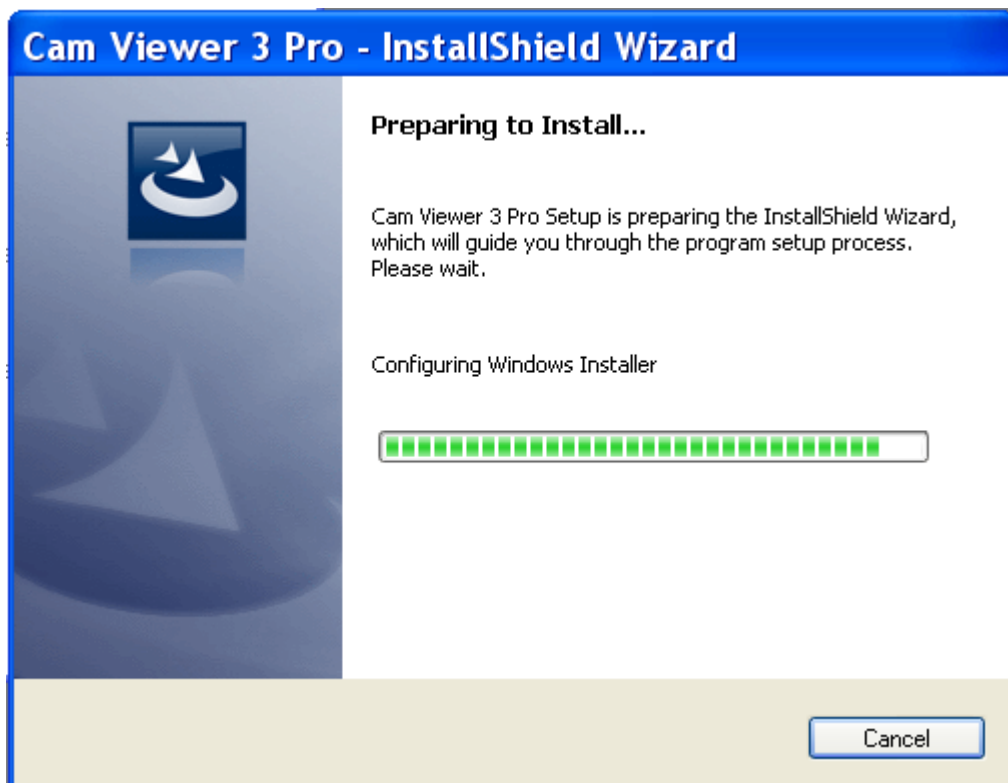 Cam Viewer 3 Pro - InstallShield Wizard
Preparing to Install...
Cam Viewer 3 Pro Setup is preparing the InstallShield Wizard,
which will guide you through the program setup process.
Please wait.
Configuring Windows Installer
Cancel